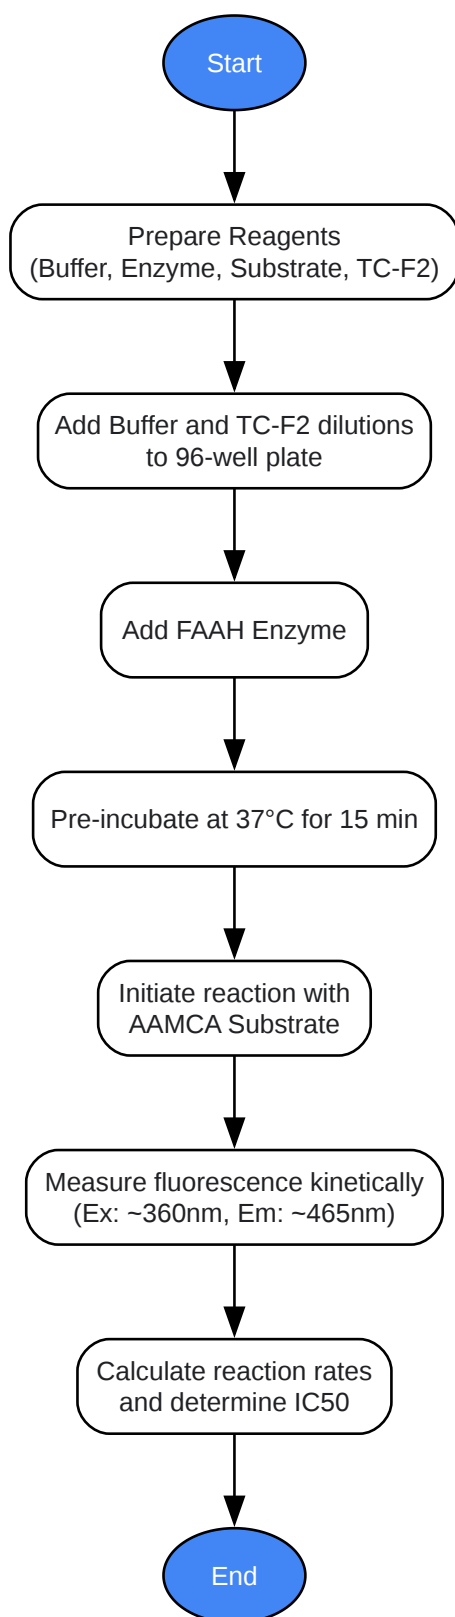 Start
Prepare Reagents
(Buffer, Enzyme, Substrate, TC-F2)
Add Buffer and TC-F2 dilutions
to 96-well plate
Add FAAH Enzyme
Pre-incubate at 37°C for 15 min
Initiate reaction with
AAMCA Substrate
Measure fluorescence kinetically
(Ex: ~360nm, Em: ~465nm)
Calculate reaction rates
and determine IC50
End